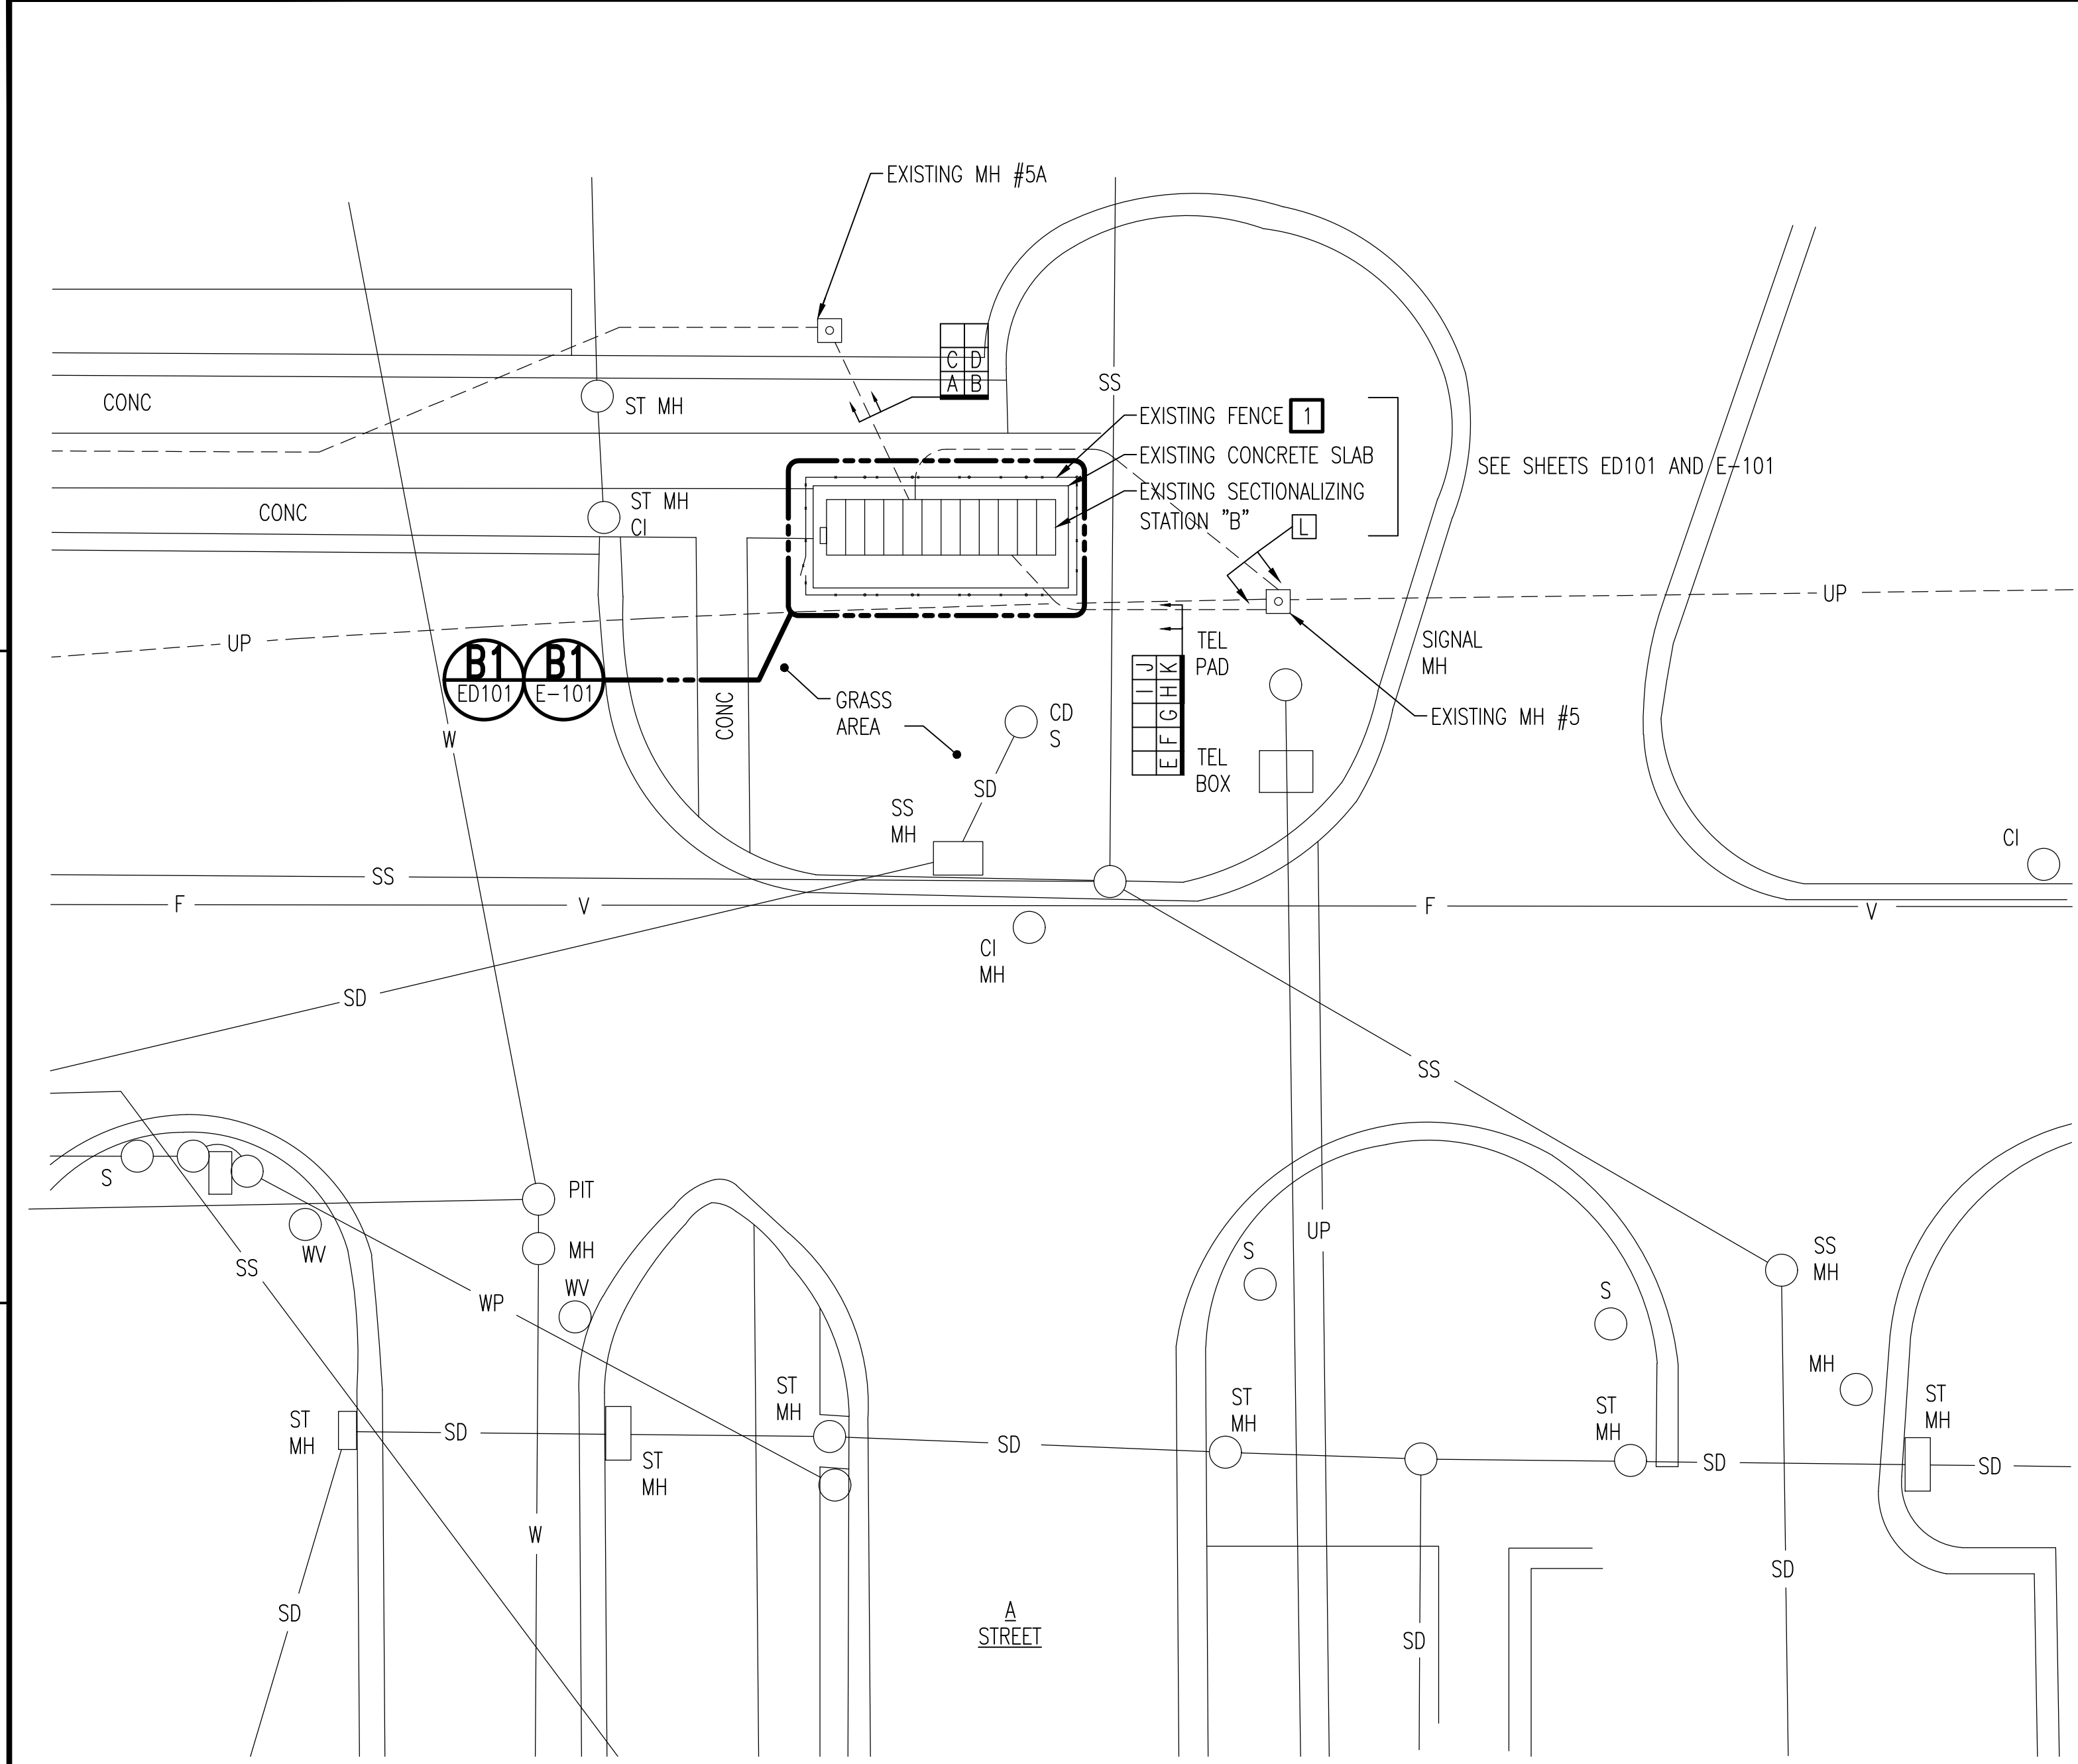 EXISTING MH #5A
C D
A B
SS
CONC
ST MH
EXISTING FENCE 1
EXISTING CONCRETE SLAB
SEE SHEETS ED101 AND E-101
EXISTING SECTIONALIZING
STATION "B"
L
CONC
ST MH
CI
UP
UP
B1
ED101
B1
E-101
TEL
PAD
SIGNAL
MH
I J
E F G H K
GRASS
AREA
CONC
CD
S
EXISTING MH #5
W
TEL
BOX
SD
SS
MH
CI
SS
F
V
F
V
CI
MH
SD
SS
S
PIT
WV
MH
SS
WV
WP
UP
S
SS
MH
S
MH
ST
MH
SD
ST
MH
ST
MH
SD
ST
MH
ST
MH
SD
ST
MH
SD
W
SD
SD
A
STREET
SD